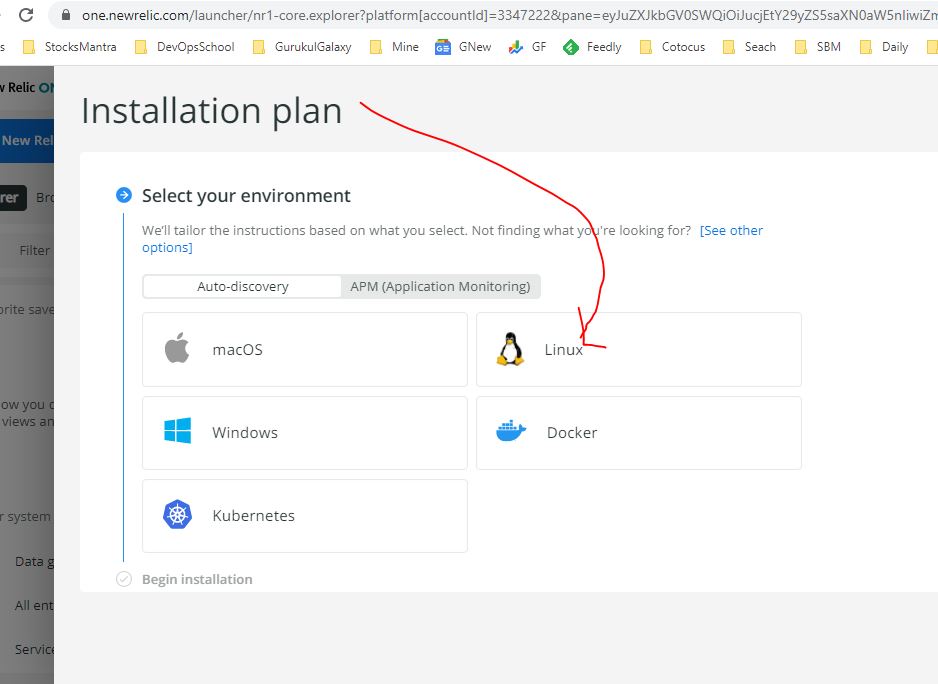 one.newrelic.com/launcher/nr1-core.explorer?platform[accountId]=3347222&pane=eyJuZXJkbGV0SWQiOiJucjEtY29yZS5saXN0aW5nIiwiZm
s StocksMantra DevOpsSchool GurukulGalaxy Mine GNew GF Feedly Cotocus Seach SBM Daily
w Relic ON
Installation plan
New Rel
rer Bro
Select your environment
We'll tailor the instructions based on what you select. Not finding what you're looking for? [See other
options]
Filter
Auto-discovery APM (Application Monitoring)
orite save
macOS Linux
ow you c
views an
Windows Docker
r system
Kubernetes
Data g
Begin installation
All ent
Service